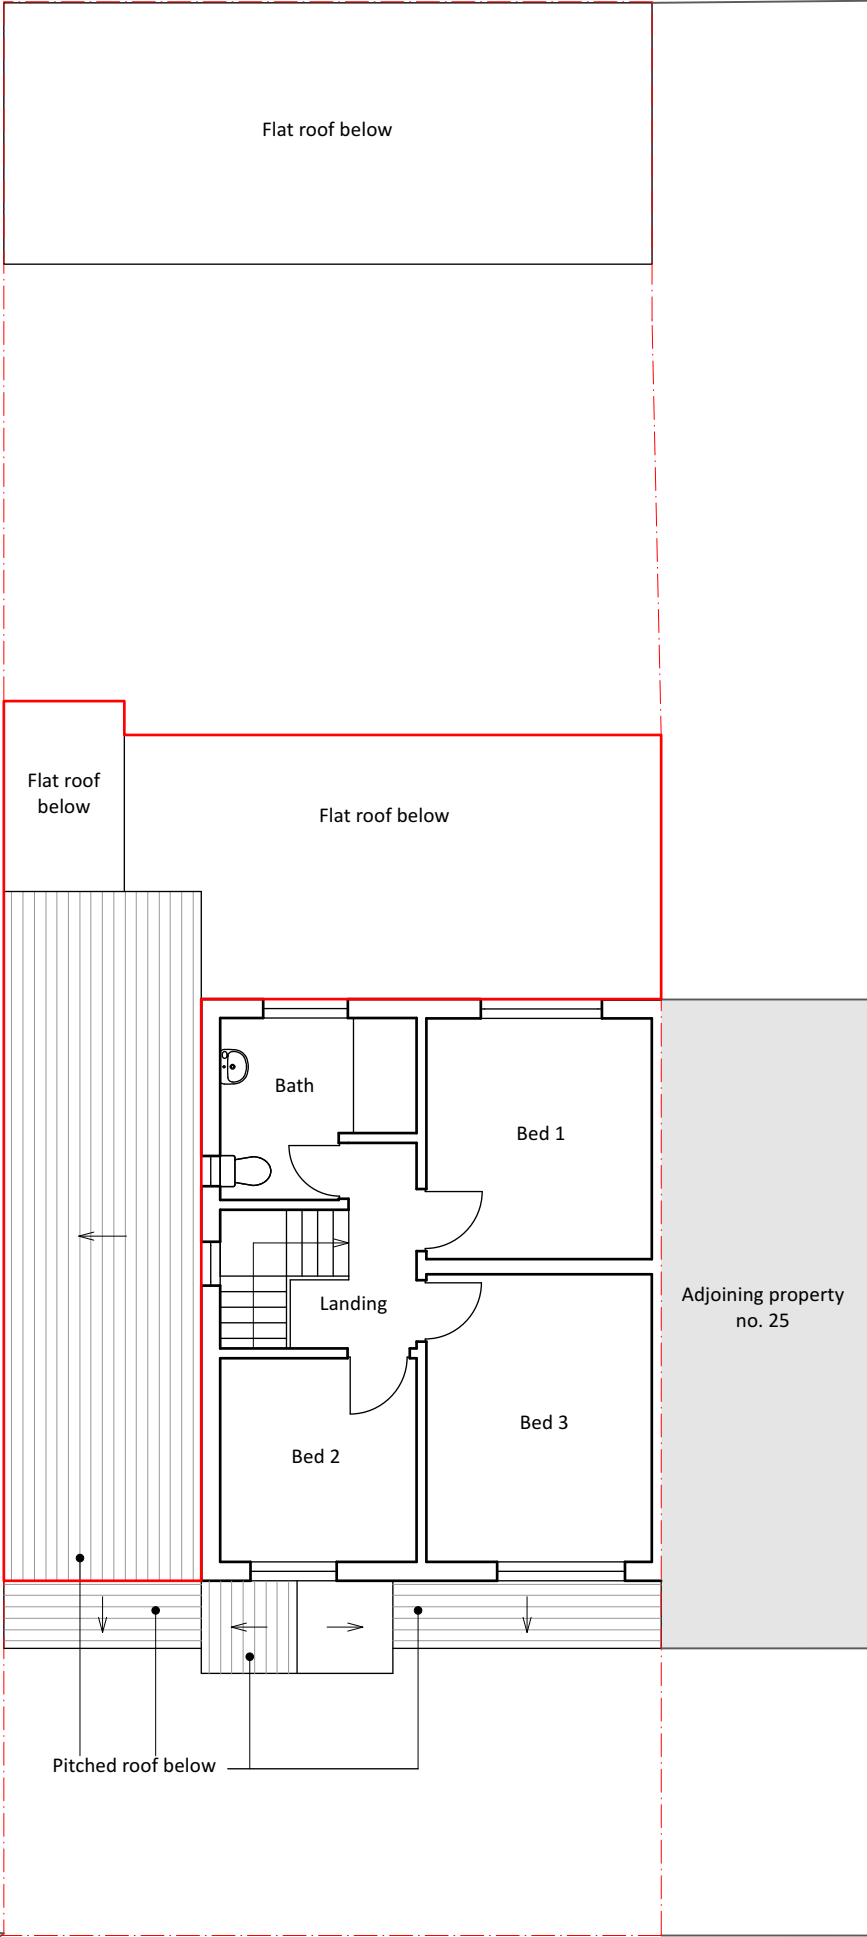 Flat roof below
Flat roof
below
Flat roof below
Bath
Bed 1
Adjoining property
no. 25
Landing
Bed 3
Bed 2
Pitched roof below